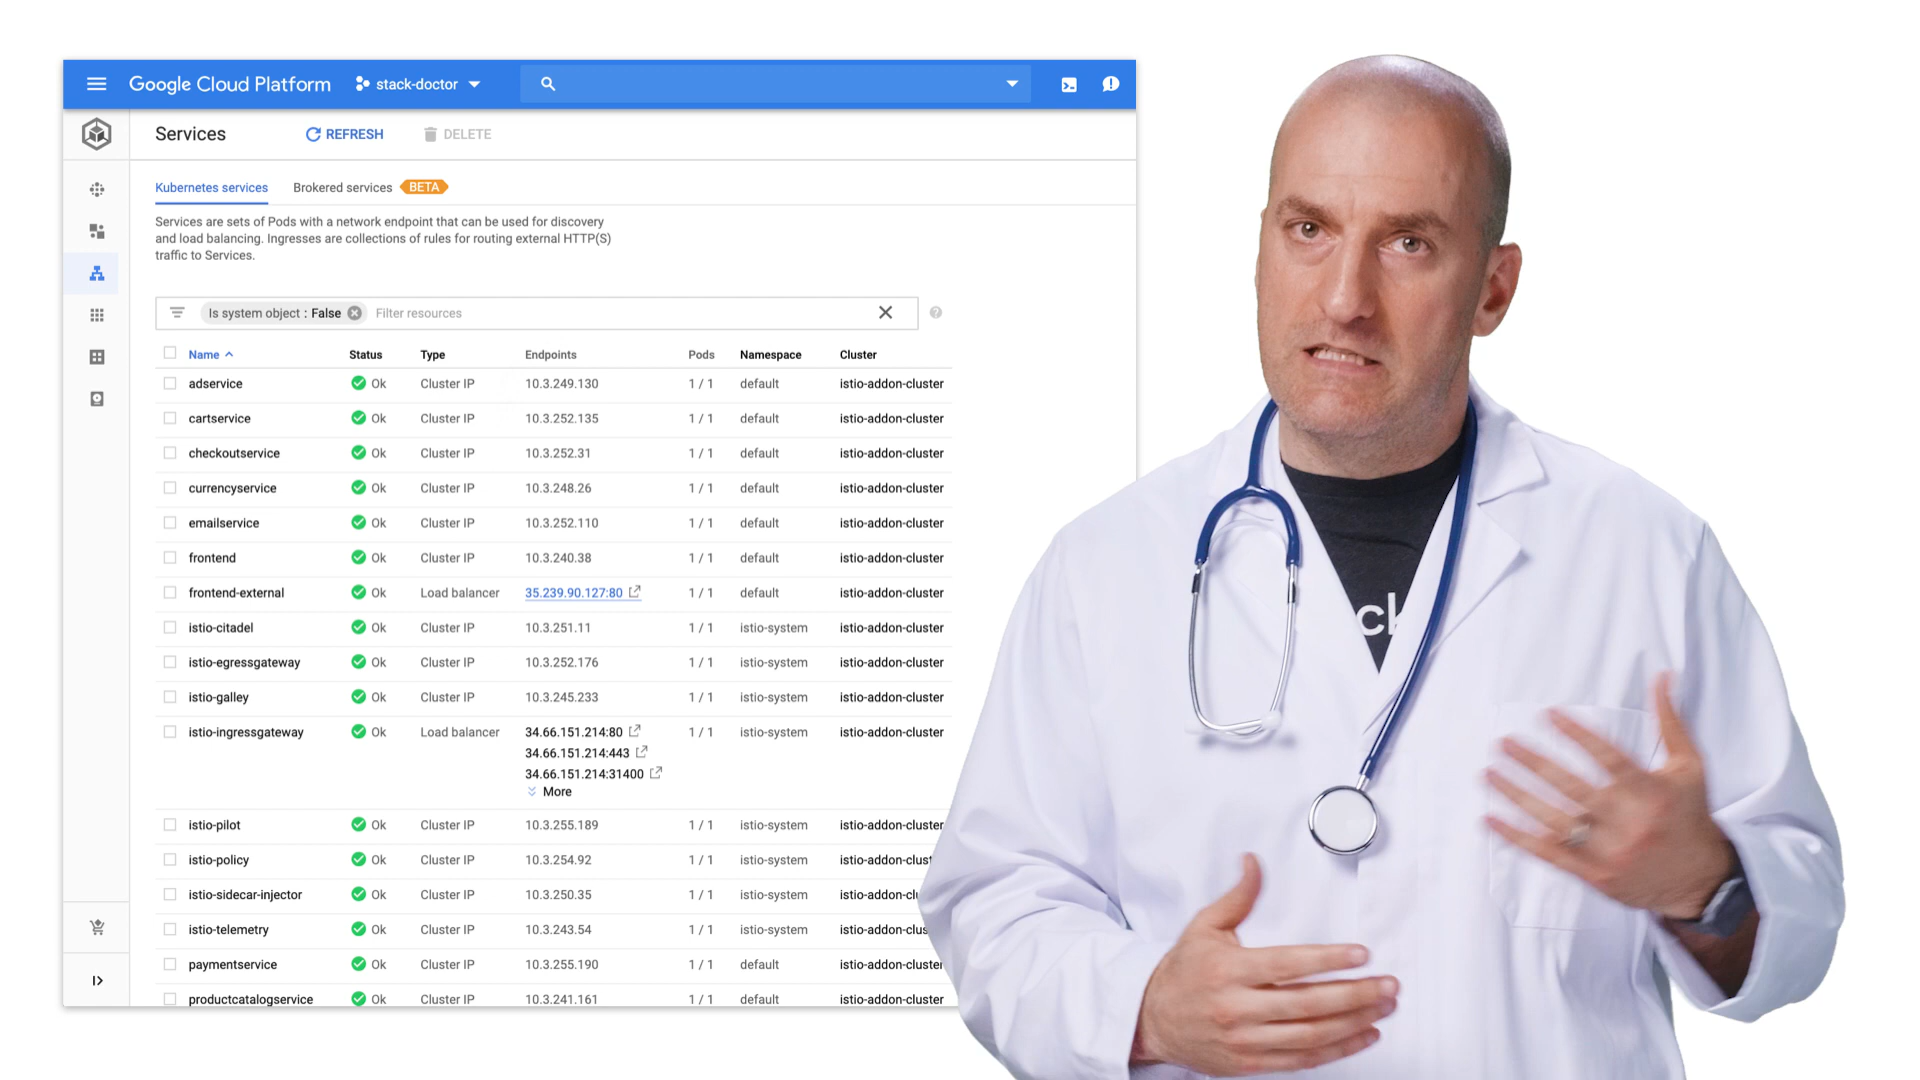 Google Cloud Platform stack-doctor
Services REFRESH DELETE
Kubernetes services Brokered services BETA
Services are sets of Pods with a network endpoint that can be used for discovery
and load balancing. Ingresses are collections of rules for routing external HTTP(S)
traffic to Services.
Is system object : False Filter resources
Name Status Type Endpoints Pods Namespace Cluster
adservice Ok Cluster IP 10.3.249.130 1 / 1 default istio-addon-cluster
cartservice Ok Cluster IP 10.3.252.135 1 / 1 default istio-addon-cluster
checkoutservice Ok Cluster IP 10.3.252.31 1 / 1 default istio-addon-cluster
currencyservice Ok Cluster IP 10.3.248.26 1 / 1 default istio-addon-cluster
emailservice Ok Cluster IP 10.3.252.110 1 / 1 default istio-addon-cluster
frontend Ok Cluster IP 10.3.240.38 1 / 1 default istio-addon-cluster
frontend-external Ok Load balancer 35.239.90.127:80 1 / 1 default istio-addon-cluster
istio-citadel Ok Cluster IP 10.3.251.11 1 / 1 istio-system istio-addon-cluster
istio-egressgateway Ok Cluster IP 10.3.252.176 1 / 1 istio-system istio-addon-cluster
istio-galley Ok Cluster IP 10.3.245.233 1 / 1 istio-system istio-addon-cluster
istio-ingressgateway Ok Load balancer 34.66.151.214:80 1 / 1 istio-system istio-addon-cluster
34.66.151.214:443
34.66.151.214:31400
More
istio-pilot Ok Cluster IP 10.3.255.189 1 / 1 istio-system istio-addon-cluster
istio-policy Ok Cluster IP 10.3.254.92 1 / 1 istio-system istio-addon-clust
istio-sidecar-injector Ok Cluster IP 10.3.250.35 1 / 1 istio-system istio-addon-clu
istio-telemetry Ok Cluster IP 10.3.243.54 1 / 1 istio-system istio-addon-clus
paymentservice Ok Cluster IP 10.3.255.190 1 / 1 default istio-addon-cluster
productcatalogservice Ok Cluster IP 10.3.241.161 1 / 1 default istio-addon-cluster
ck